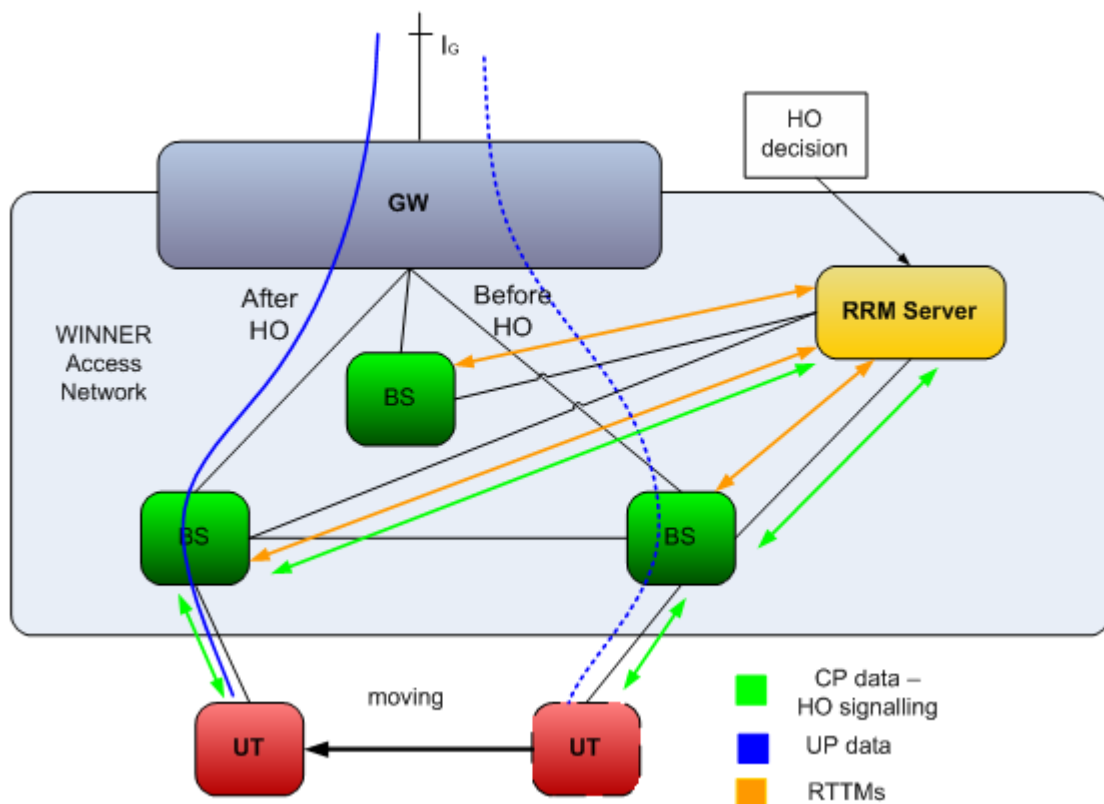 I_G
HO
decision
GW
After
HO
Before
HO
RRM Server
WINNER
Access
Network
BS
BS
BS
moving
UT
UT
CP data –
HO signalling
UP data
RTTMs